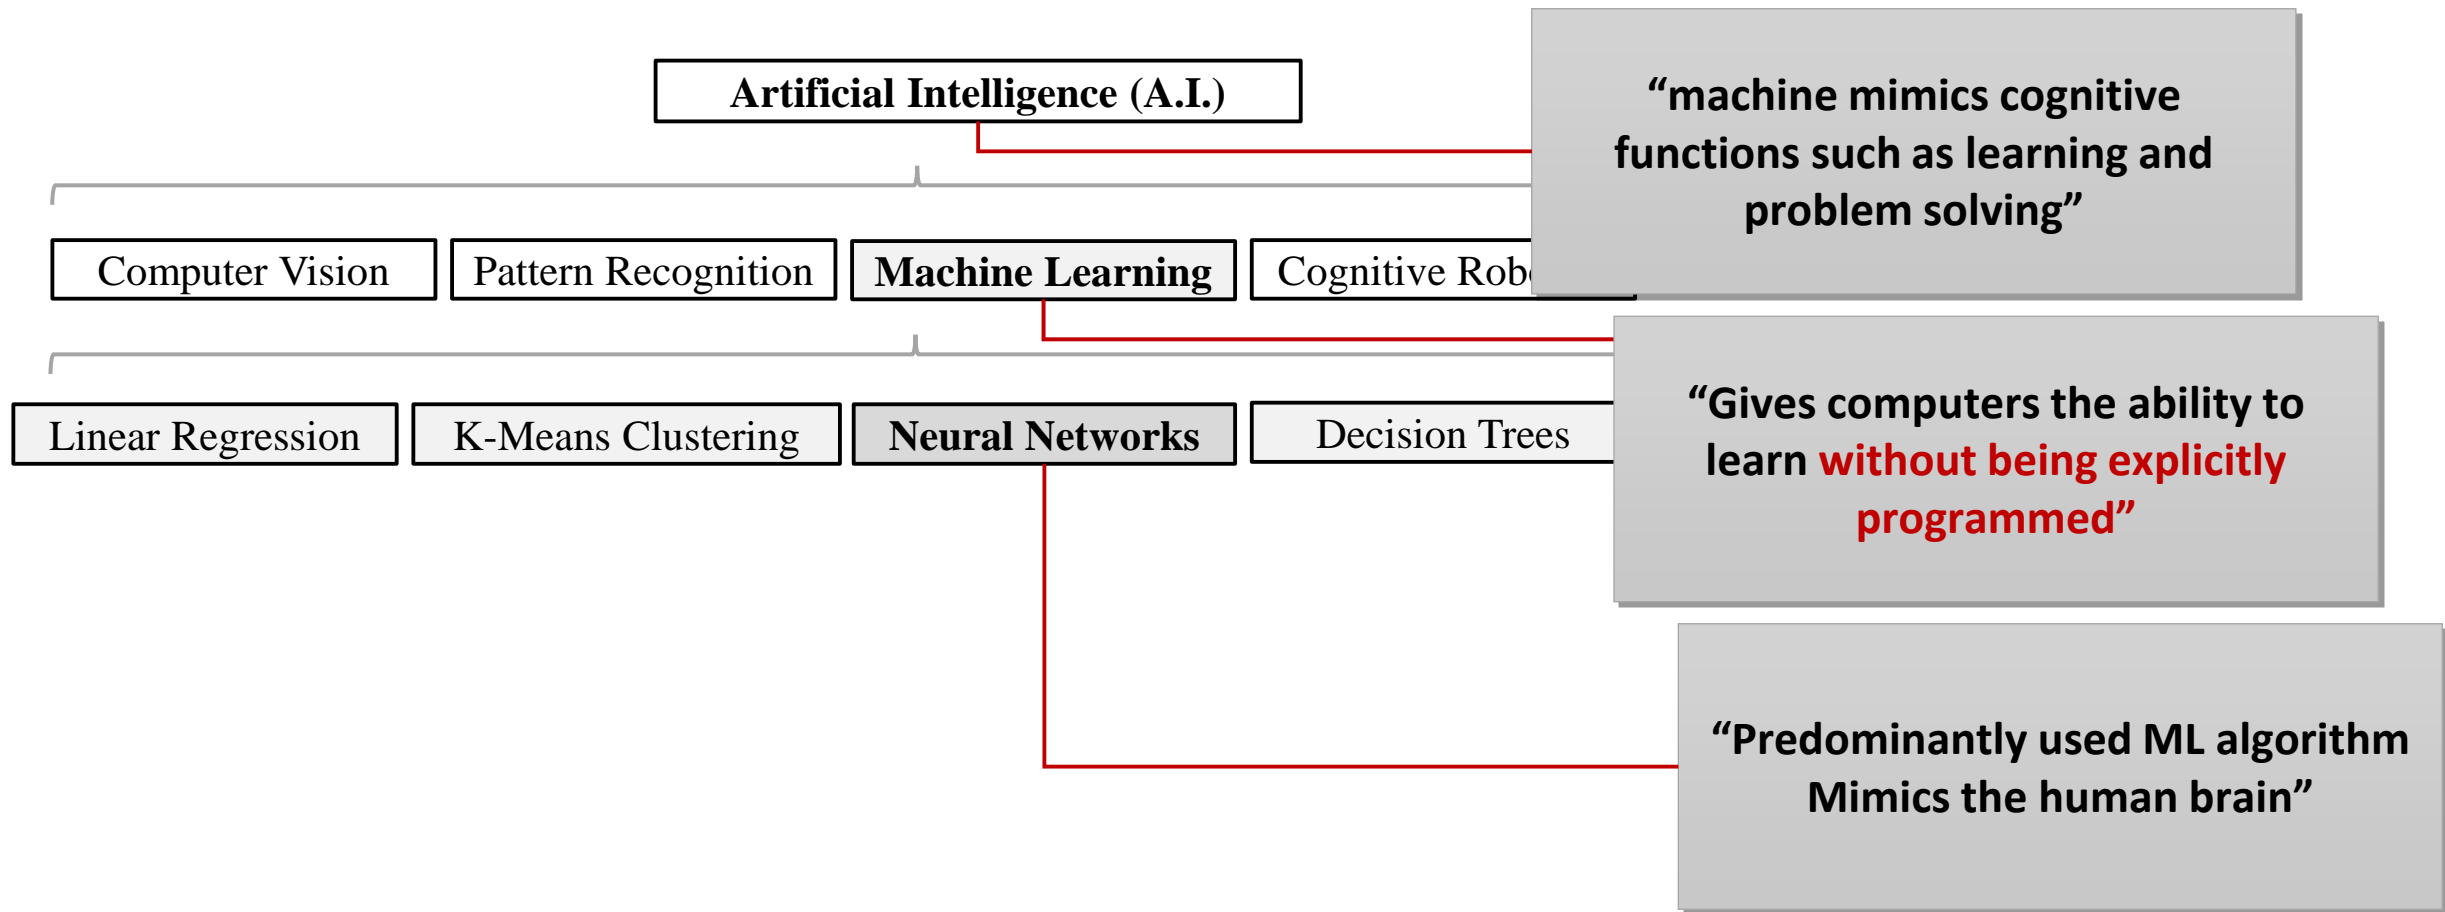 Artificial Intelligence (A.I.)
“machine mimics cognitive
functions such as learning and
problem solving”
Computer Vision
Pattern Recognition
Machine Learning
Cognitive
“Gives computers the ability to
learn without being explicitly
programmed”
Linear Regression
K-Means Clustering
Neural Networks
Decision Trees
“Predominantly used ML algorithm
Mimics the human brain”